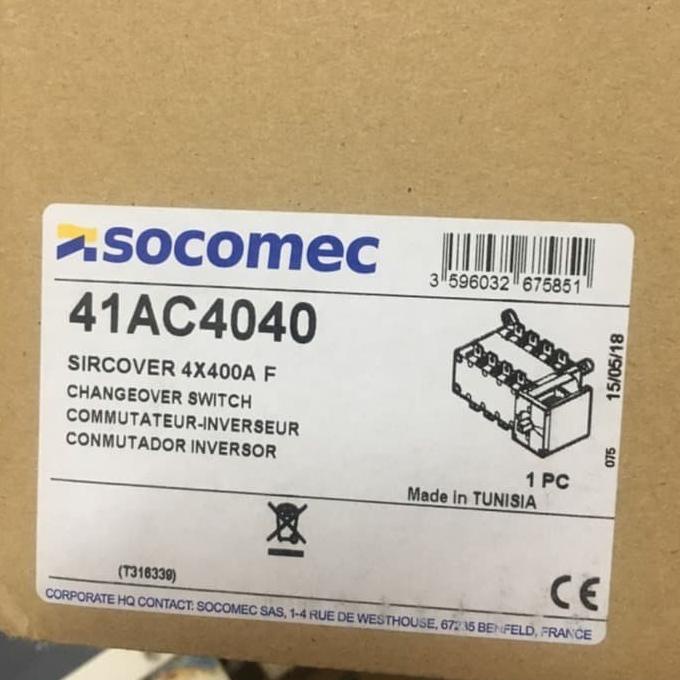 socomec
3 596032 675851
41AC4040
SIRCOVER 4X400A F
CHANGEOVER SWITCH
COMMUTATEUR-INVERSEUR
CONMUTADOR INVERSOR
15/05/18
075
1 PC
Made in TUNISIA
(T316339)
CE
CORPORATE HQ CONTACT: SOCOMEC SAS, 1-4 RUE DE WESTHOUSE, 67235 BENFELD, FRANCE